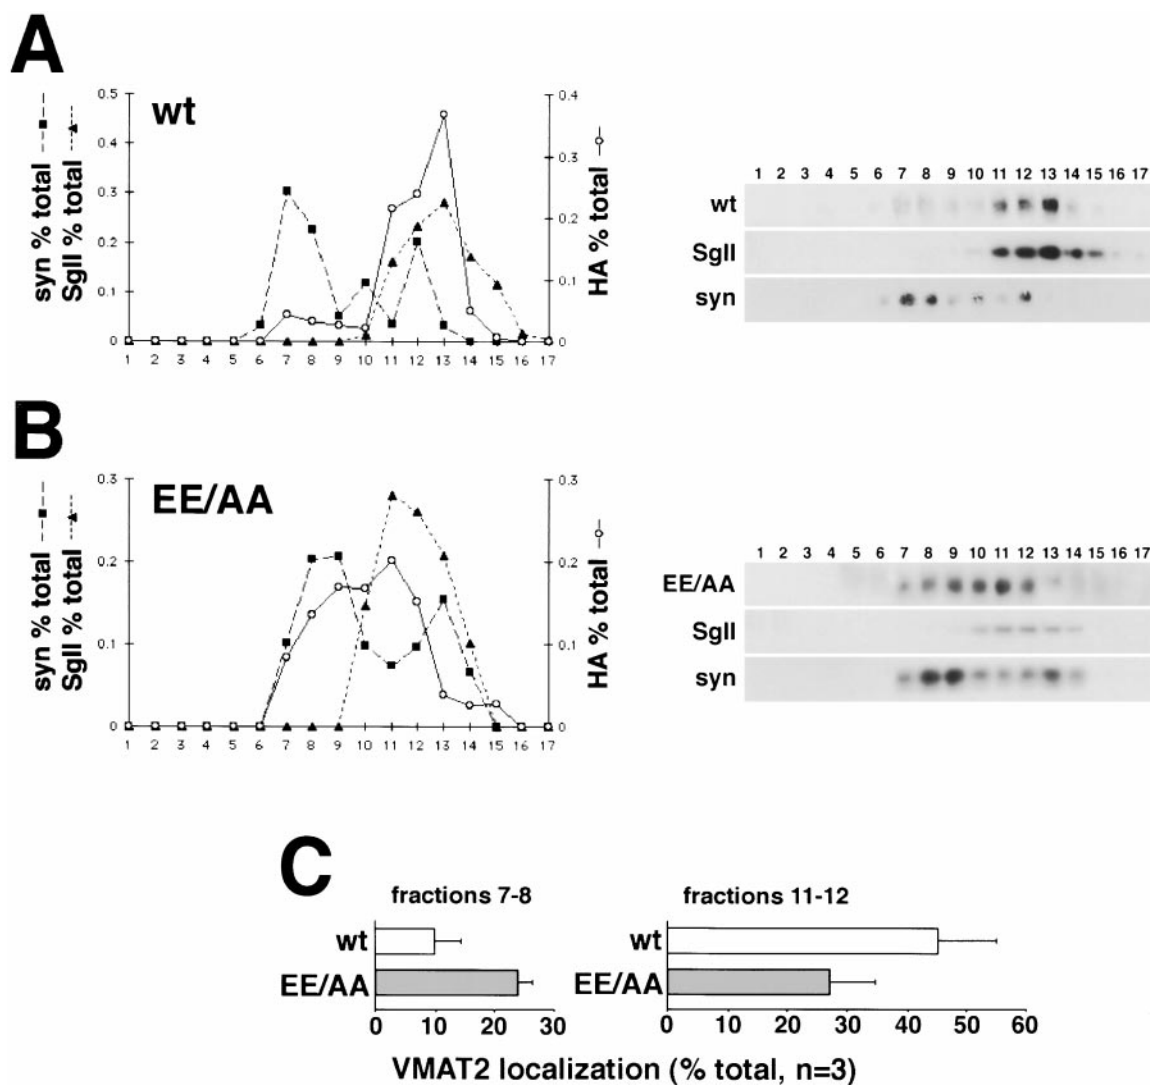 A
wt
syn % total
SgII % total
HA % total
0.5
0.4
0.3
0.2
0.1
0
0.4
0.3
0.2
0.1
0
1 2 3 4 5 6 7 8 9 10 11 12 13 14 15 16 17
1 2 3 4 5 6 7 8 9 10 11 12 13 14 15 16 17
wt
SgII
syn
B
EE/AA
syn % total
SgII % total
HA % total
0.3
0.2
0.1
0
0.3
0.2
0.1
0
1 2 3 4 5 6 7 8 9 10 11 12 13 14 15 16 17
1 2 3 4 5 6 7 8 9 10 11 12 13 14 15 16 17
EE/AA
SgII
syn
C
fractions 7-8
wt
EE/AA
0 10 20 30
fractions 11-12
wt
EE/AA
0 10 20 30 40 50 60
VMAT2 localization (% total, n=3)